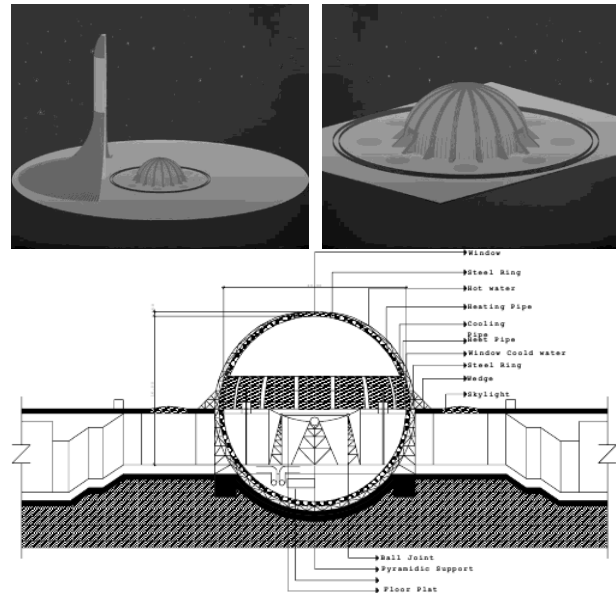 Window
Steel Ring
Hot water
Heating Pipe
Cooling
Pipe
Heet Pipe
Window Coold water
Steel Ring
Wedge
Skylight
Ball Joint
Pyramidic Support
Floor Plat